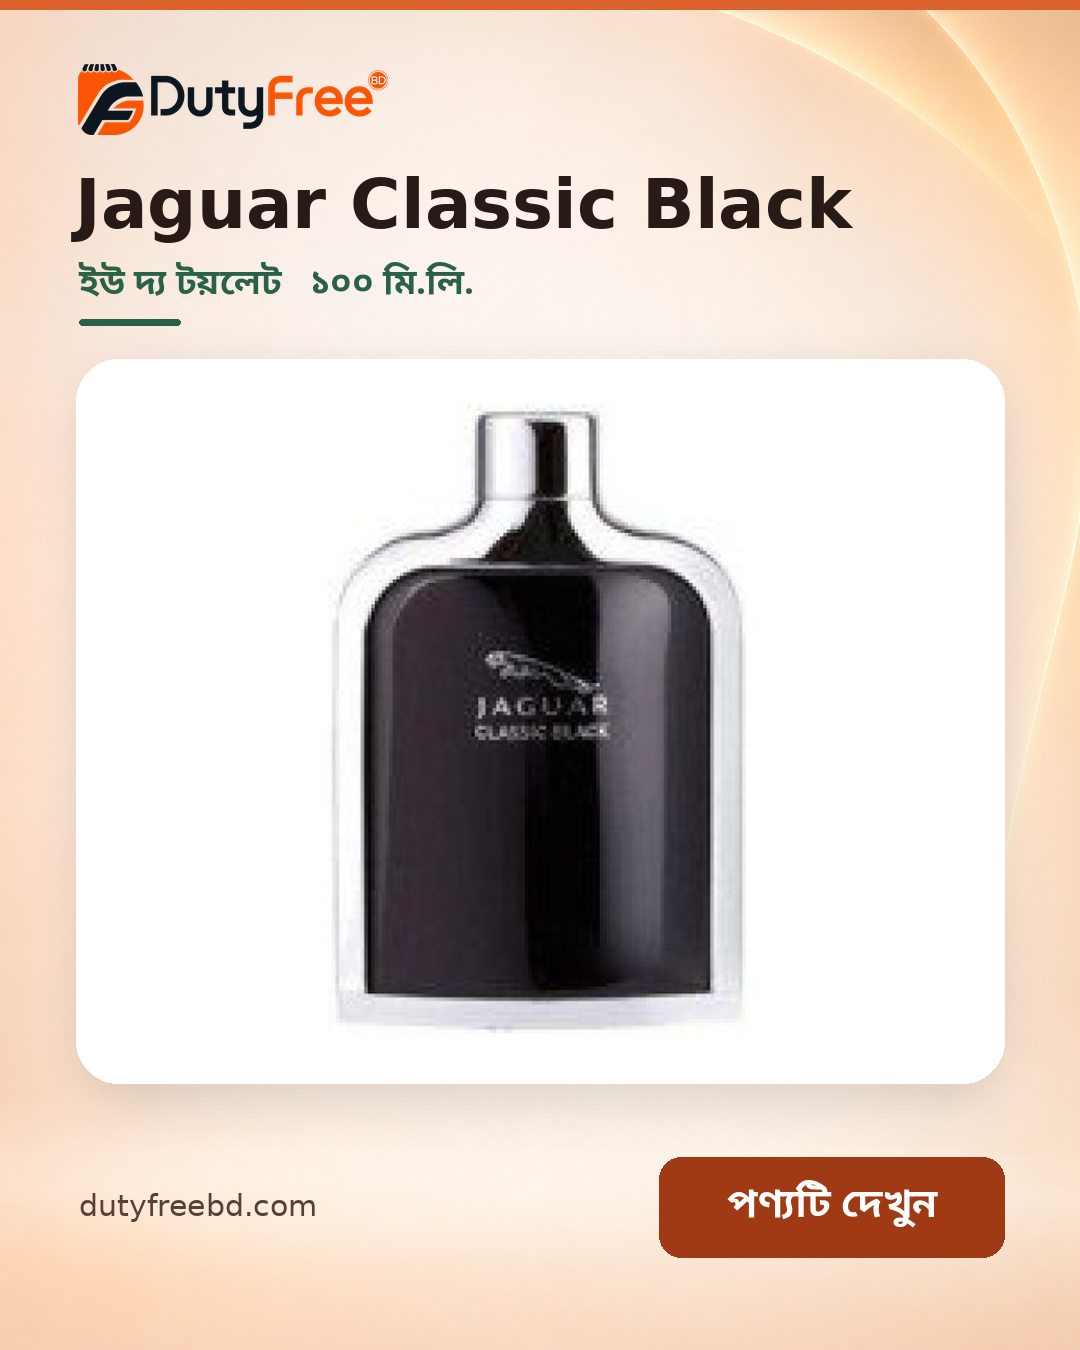 DutyFree BD
Jaguar Classic Black
ইউ দ্য টয়লেট ১০০ মি.লি.
JAGUAR
CLASSIC BLACK
dutyfreebd.com
পণ্যটি দেখুন